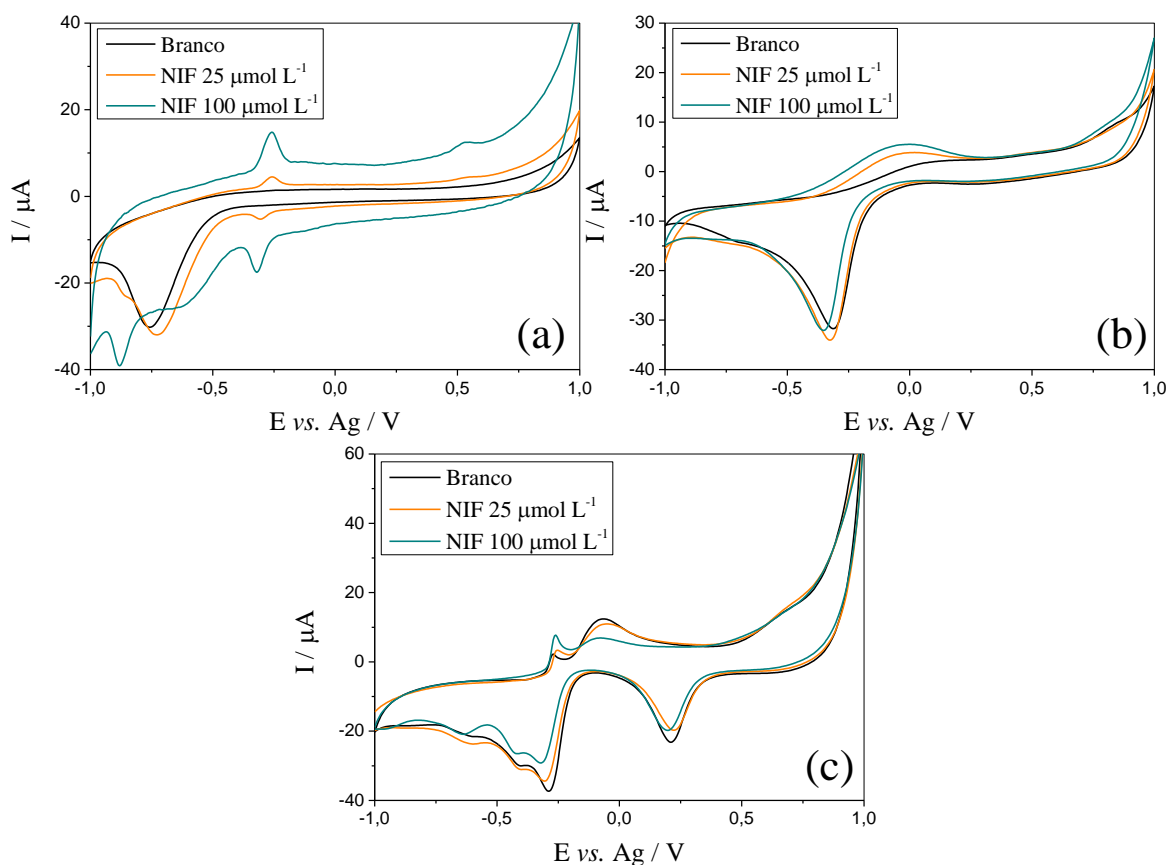 40
20
0
-20
-40
I / µA
Branco
NIF 25 µmol L⁻¹
NIF 100 µmol L⁻¹
(a)
-1,0 -0,5 0,0 0,5 1,0
E vs. Ag / V
30
20
10
0
-10
-20
-30
-40
I / µA
Branco
NIF 25 µmol L⁻¹
NIF 100 µmol L⁻¹
(b)
-1,0 -0,5 0,0 0,5 1,0
E vs. Ag / V
60
40
20
0
-20
-40
I / µA
Branco
NIF 25 µmol L⁻¹
NIF 100 µmol L⁻¹
(c)
-1,0 -0,5 0,0 0,5 1,0
E vs. Ag / V